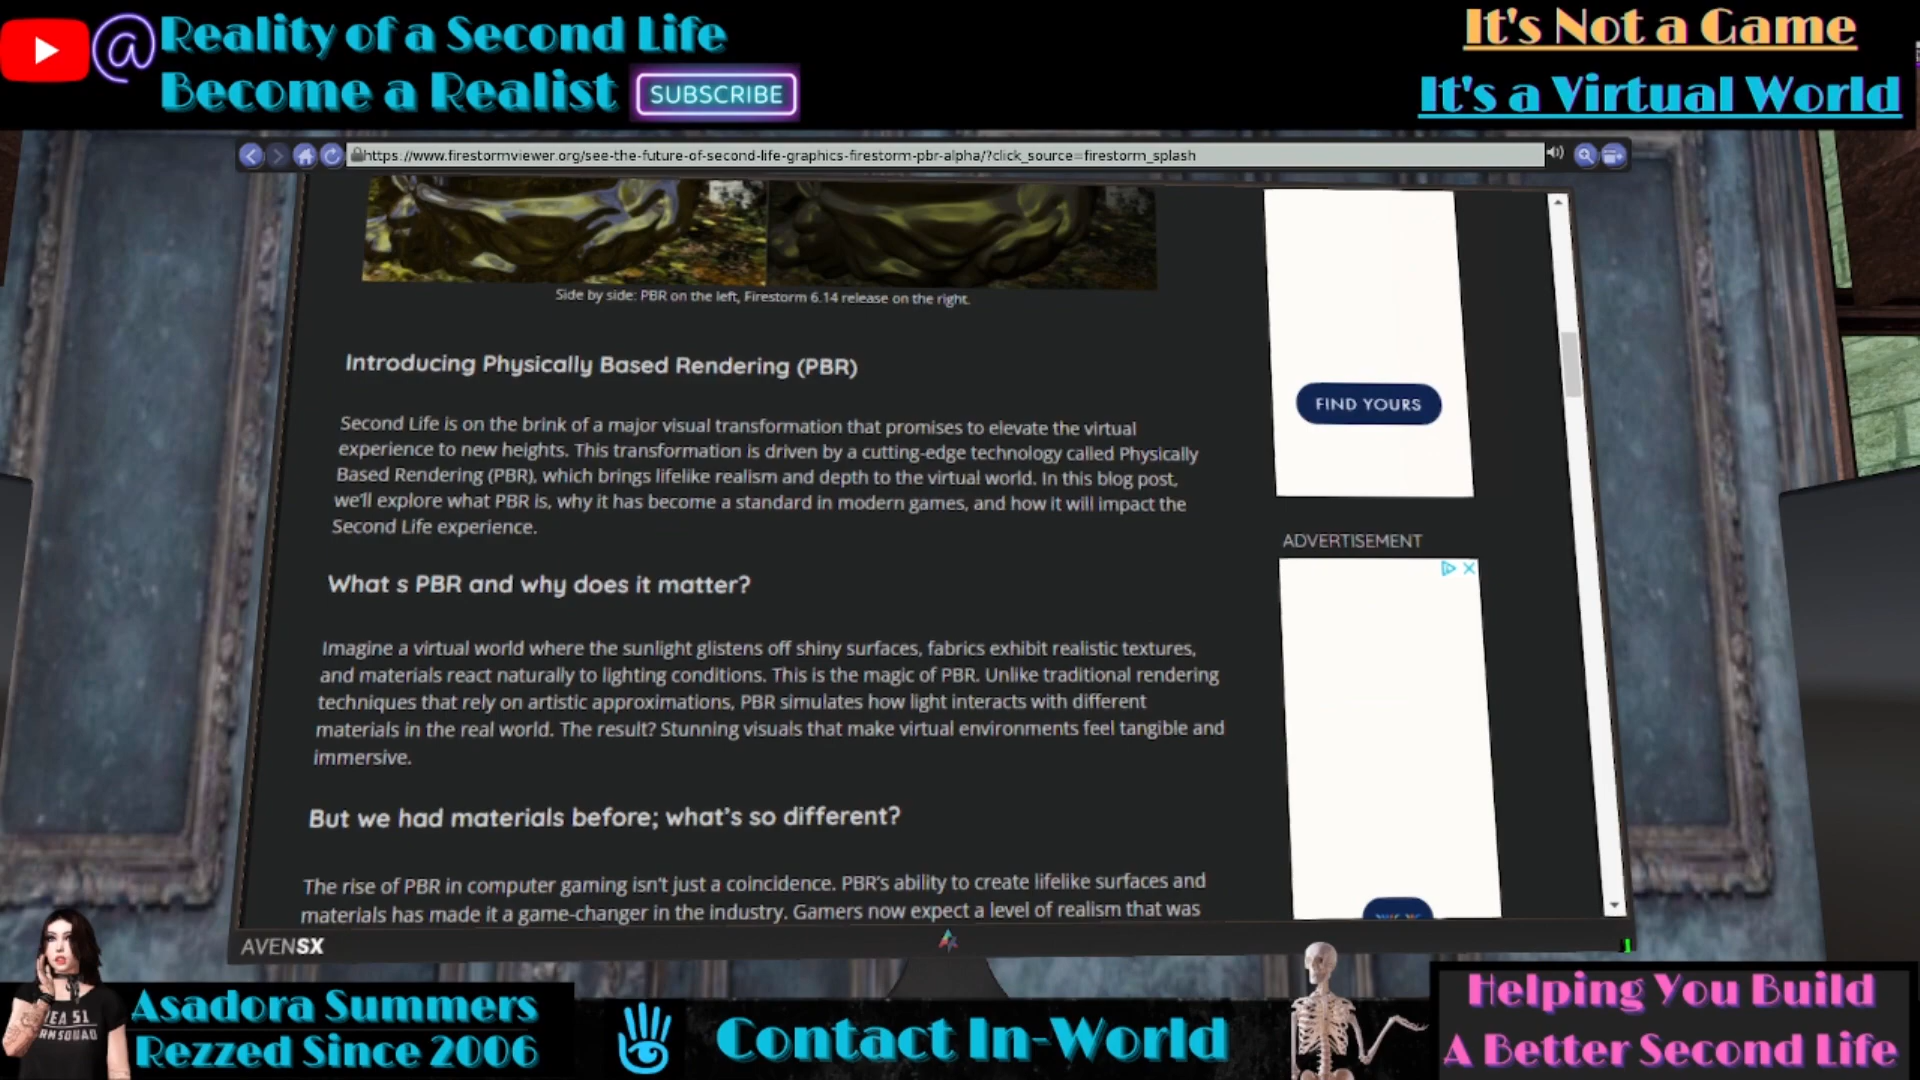 @ Reality of a Second Life
Become a Realist
SUBSCRIBE
It's Not a Game
It's a Virtual World
https://www.firestormviewer.org/see-the-future-of-second-life-graphics-firestorm-pbr-alpha/?click_source=firestorm_splash
Side by side: PBR on the left, Firestorm 6.14 release on the right.
Introducing Physically Based Rendering (PBR)
Second Life is on the brink of a major visual transformation that promises to elevate the virtual
experience to new heights. This transformation is driven by a cutting-edge technology called Physically
Based Rendering (PBR), which brings lifelike realism and depth to the virtual world. In this blog post,
we'll explore what PBR is, why it has become a standard in modern games, and how it will impact the
Second Life experience.
What s PBR and why does it matter?
Imagine a virtual world where the sunlight glistens off shiny surfaces, fabrics exhibit realistic textures,
and materials react naturally to lighting conditions. This is the magic of PBR. Unlike traditional rendering
techniques that rely on artistic approximations, PBR simulates how light interacts with different
materials in the real world. The result? Stunning visuals that make virtual environments feel tangible and
immersive.
But we had materials before; what's so different?
The rise of PBR in computer gaming isn't just a coincidence. PBR's ability to create lifelike surfaces and
materials has made it a game-changer in the industry. Gamers now expect a level of realism that was
FIND YOURS
ADVERTISEMENT
AVENSX
Asadora Summers
Rezzed Since 2006
Contact In-World
Helping You Build
A Better Second Life